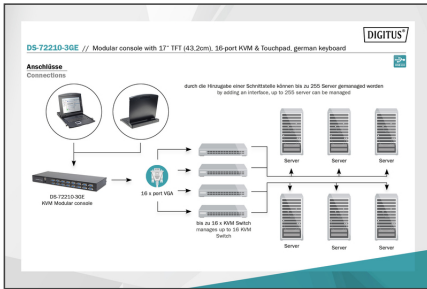 DIGITUS®
DS-72210-3GE // Modular console with 17" TFT (43,2cm), 16-port KVM & Touchpad, german keyboard
Anschlüsse
Connections
durch die Hinzugabe einer Schnittstelle können bis zu 255 Server gemanaged worden
by adding an interface, up to 255 server can be managed
Server
Server
Server
DS-72210-3GE
KVM Modular console
16 x port VGA
bis zu 16 x KVM Switch
manages up to 16 KVM
Switch
Server
Server
Server